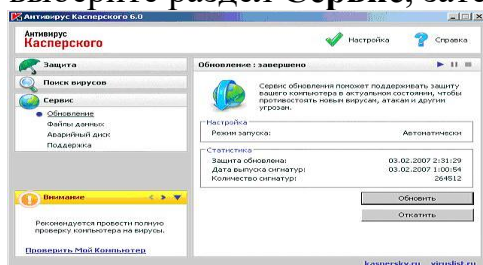 выберите раздел Сервис, зате
Антивирус Касперского 6.0
Антивирус
Касперского
Настройка
Справка
Защита
Поиск вирусов
Сервис
Обновление
Файлы данных
Аварийный диск
Поддержка
Внимание
Рекомендуется провести полную
проверку компьютера на вирусы.
Проверить Мой Компьютер
Обновление : завершено
Сервис обновления поможет поддерживать защиту
вашего компьютера в актуальном состоянии, чтобы
противостоять новым вирусам, атакам и другим
угрозам.
Настройка
Режим запуска: Автоматически
Статистика
Защита обновлена: 03.02.2007 2:31:29
Дата выпуска сигнатур: 03.02.2007 1:00:54
Количество сигнатур: 264512
Обновить
Откатить
kaspersky.ru viruslist.ru